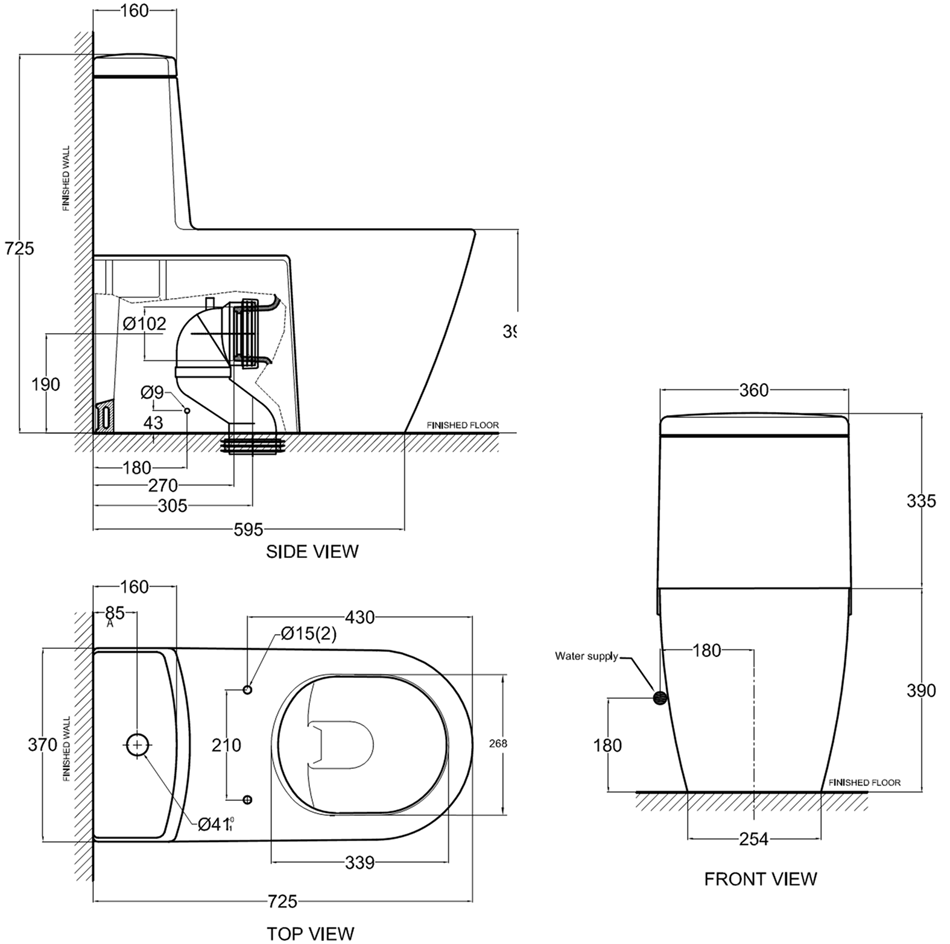 160
FINISHED WALL
725
Ø102
39
190
Ø9
43
FINISHED FLOOR
180
270
305
595
SIDE VIEW
360
335
160
85
A
430
Ø15(2)
Water supply
180
390
370
FINISHED WALL
210
268
180
FINISHED FLOOR
Ø41
339
254
725
FRONT VIEW
TOP VIEW